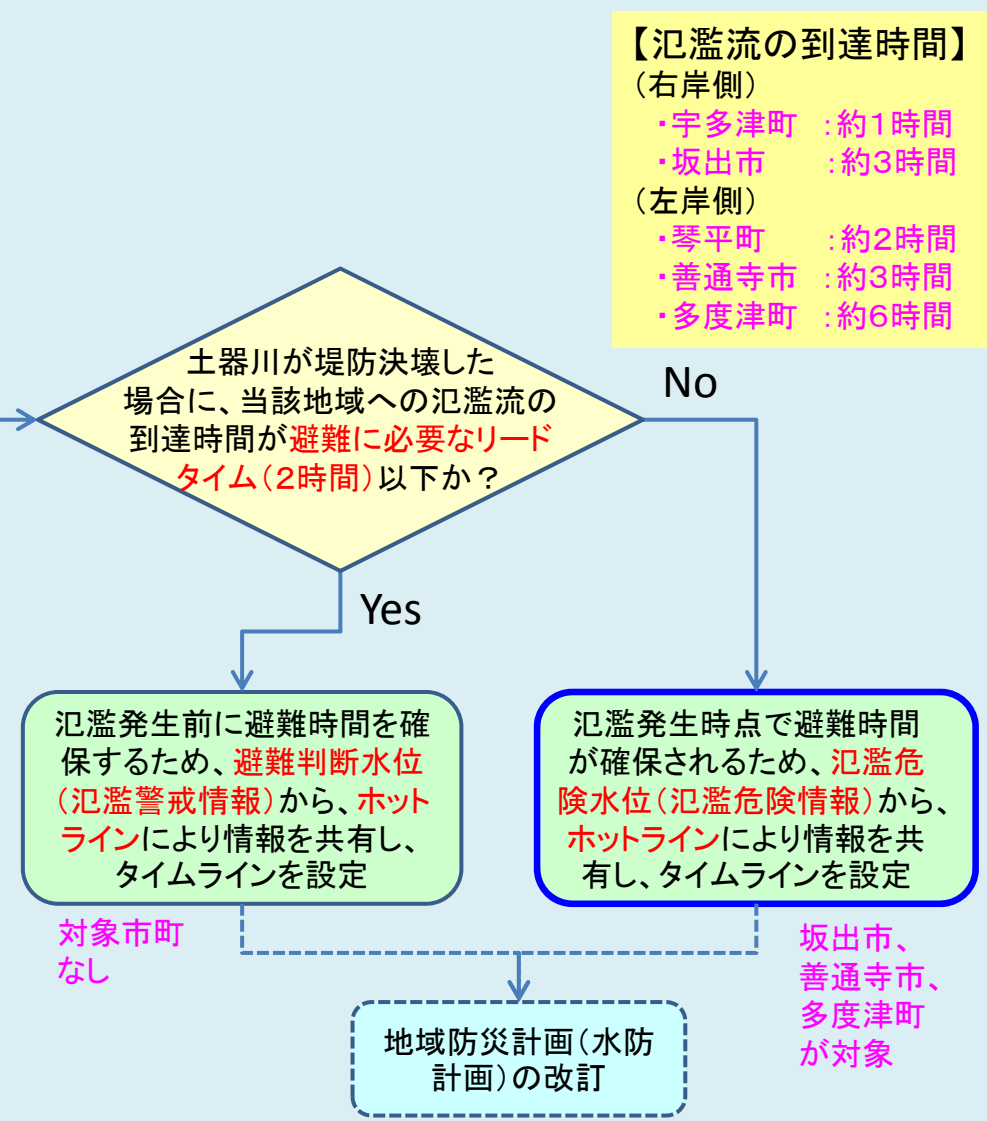 【氾濫流の到達時間】
（右岸側）
・宇多津町　：約１時間
・坂出市　　：約３時間
（左岸側）
・琴平町　　：約２時間
・善通寺市　：約３時間
・多度津町　：約６時間
土器川が堤防決壊した
場合に、当該地域への氾濫流の
到達時間が避難に必要なリード
タイム（２時間）以下か？
No
Yes
氾濫発生前に避難時間を確
保するため、避難判断水位
（氾濫警戒情報）から、ホット
ラインにより情報を共有し、
タイムラインを設定
氾濫発生時点で避難時間
が確保されるため、氾濫危
険水位（氾濫危険情報）から、
ホットラインにより情報を共
有し、タイムラインを設定
対象市町
なし
坂出市、
善通寺市、
多度津町
が対象
地域防災計画（水防
計画）の改訂